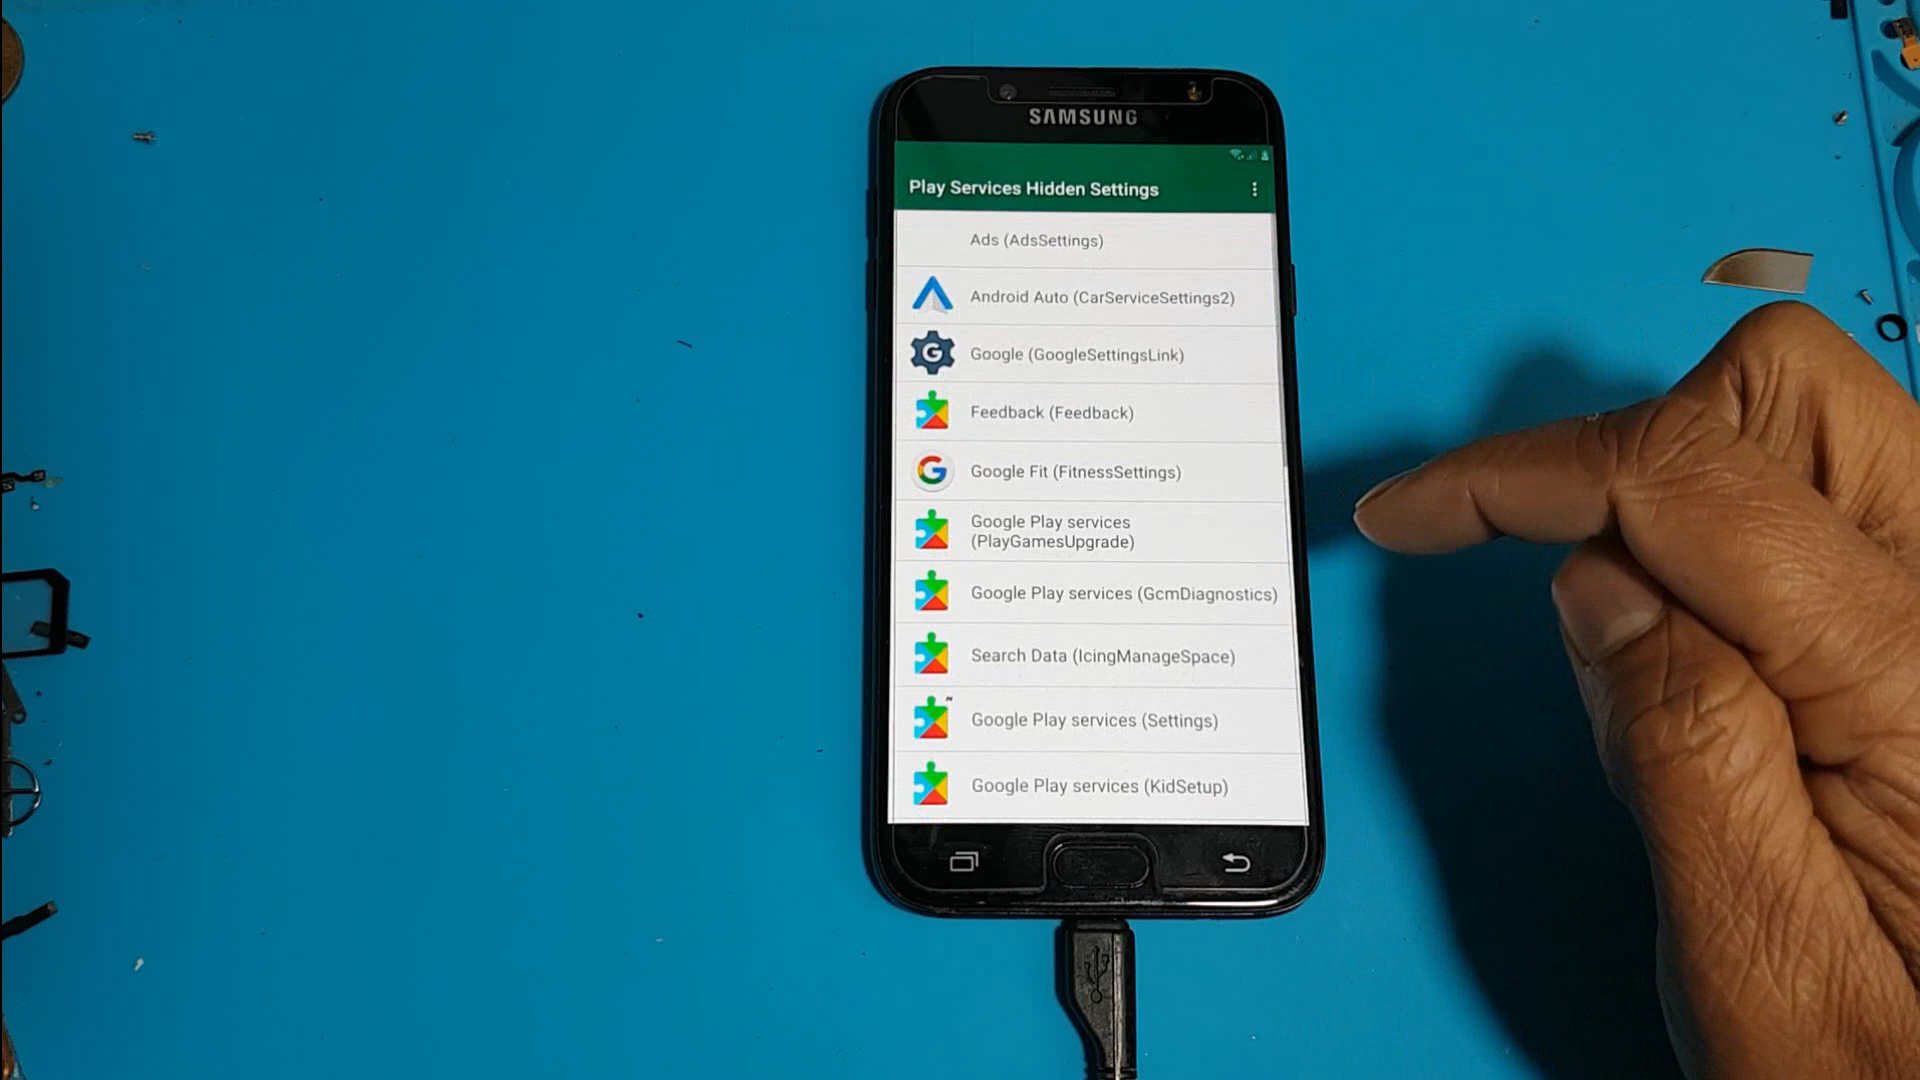 SAMSUNG
Play Services Hidden Settings
Ads (AdsSettings)
Android Auto (CarServiceSettings2)
Google (GoogleSettingsLink)
Feedback (Feedback)
Google Fit (FitnessSettings)
Google Play services
(PlayGamesUpgrade)
Google Play services (GcmDiagnostics)
Search Data (IcingManageSpace)
Google Play services (Settings)
Google Play services (KidSetup)